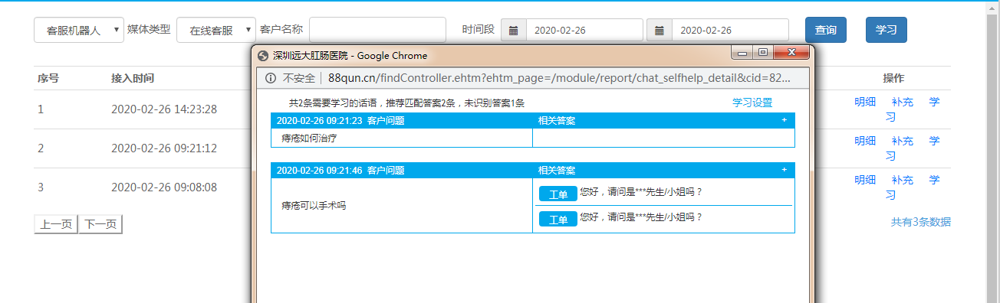 客服机器人 媒体类型 在线客服 客户名称 时间段 2020-02-26 2020-02-26 查询 学习
深圳远大肛肠医院 - Google Chrome
不安全 88qun.cn/findController.ehtm?ehtm_page=/module/report/chat_selfhelp_detail&cid=82...
序号 接入时间 操作
共2条需要学习的话语，推荐匹配答案2条，未识别答案1条 学习设置
1 2020-02-26 14:23:28 明细 补充 学
习
2020-02-26 09:21:23 客户问题 相关答案 +
痔疮如何治疗
2 2020-02-26 09:21:12 明细 补充 学
习
2020-02-26 09:21:46 客户问题 相关答案 +
3 2020-02-26 09:08:08 明细 补充 学
习
痔疮可以手术吗
工单 您好，请问是***先生/小姐吗？
工单 您好，请问是***先生/小姐吗？
上一页 下一页 共有3条数据